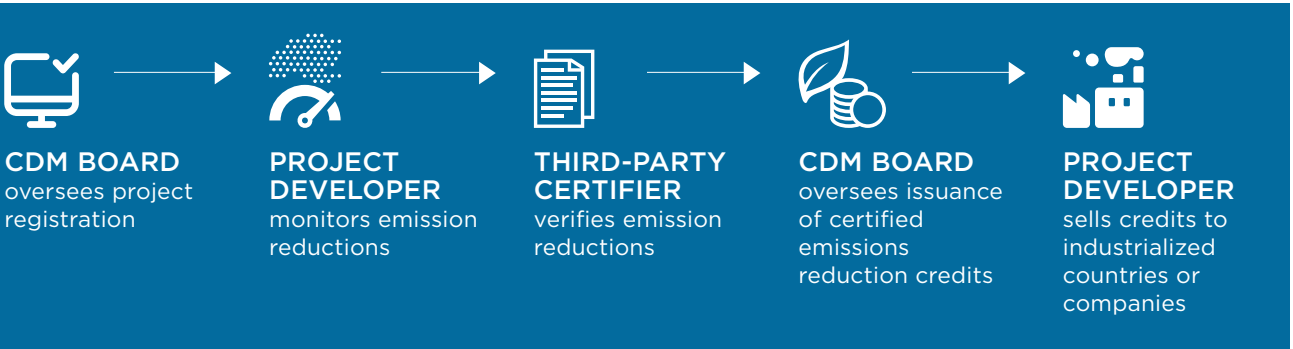 CDM BOARD
oversees project
registration
PROJECT
DEVELOPER
monitors emission
reductions
THIRD-PARTY
CERTIFIER
verifies emission
reductions
CDM BOARD
oversees issuance
of certified
emissions
reduction credits
PROJECT
DEVELOPER
sells credits to
industrialized
countries or
companies